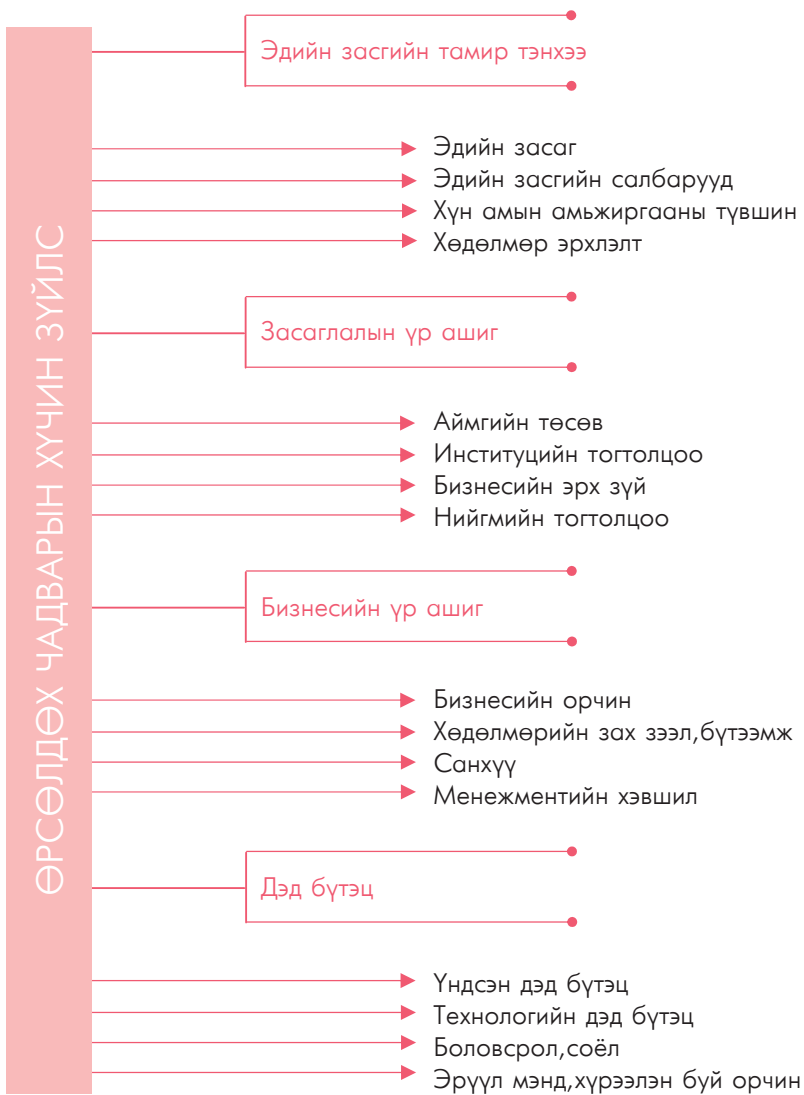 ӨРСӨЛДӨХ ЧАДВАРЫН ХҮЧИН ЗҮЙЛС
Эдийн засгийн тамир тэнхээ
Эдийн засаг
Эдийн засгийн салбарууд
Хүн амын амьжиргааны түвшин
Хөдөлмөр эрхлэлт
Засаглалын үр ашиг
Аймгийн төсөв
Институцийн тогтолцоо
Бизнесийн эрх зүй
Нийгмийн тогтолцоо
Бизнесийн үр ашиг
Бизнесийн орчин
Хөдөлмөрийн зах зээл,бүтээмж
Санхүү
Менежментийн хэвшил
Дэд бүтэц
Үндсэн дэд бүтэц
Технологийн дэд бүтэц
Боловсрол,соёл
Эрүүл мэнд,хүрээлэн буй орчин